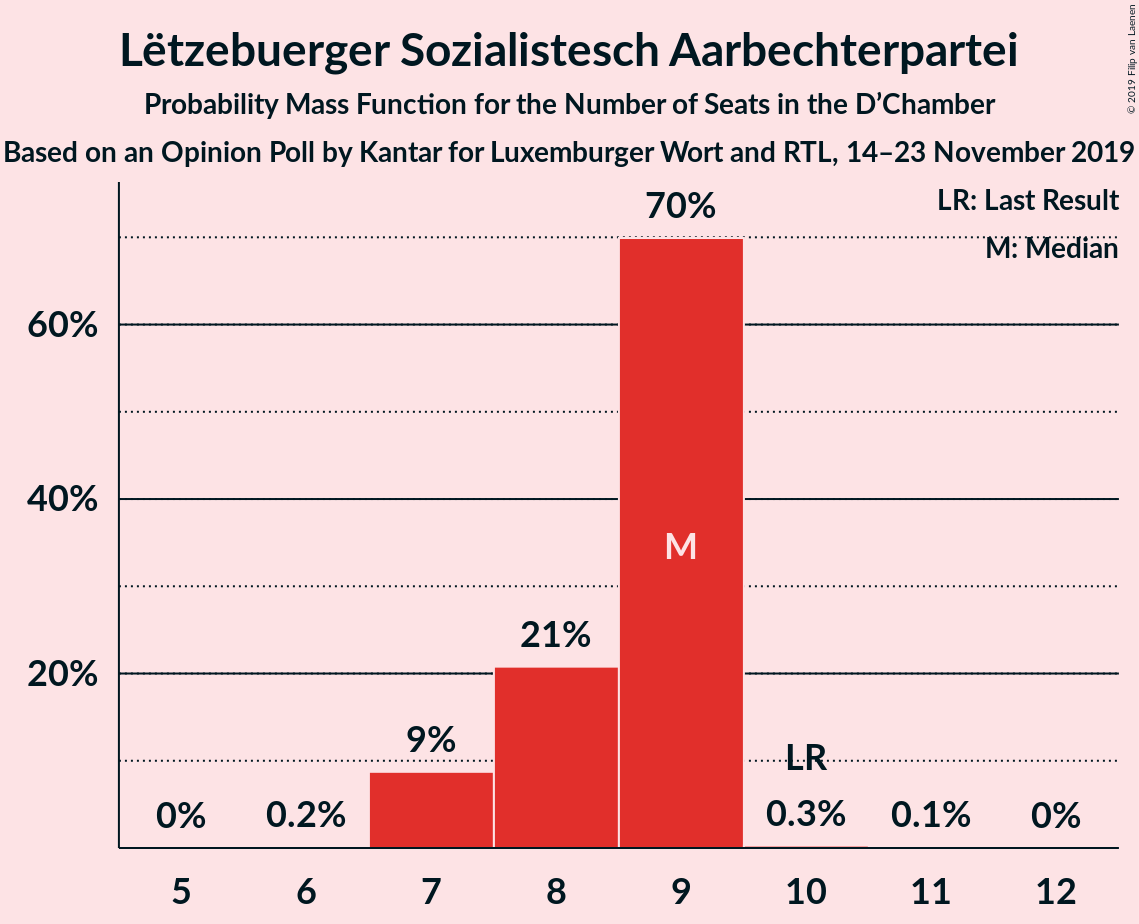 Lëtzebuerger Sozialistesch Aarbechterpartei
Probability Mass Function for the Number of Seats in the D’Chamber
Based on an Opinion Poll by Kantar for Luxemburger Wort and RTL, 14–23 November 2019
© 2019 Filip van Laenen
LR: Last Result
M: Median
70%
60%
40%
M
21%
20%
9%
LR
0%
0.2%
0.3%
0.1%
0%
5
6
7
8
9
10
11
12